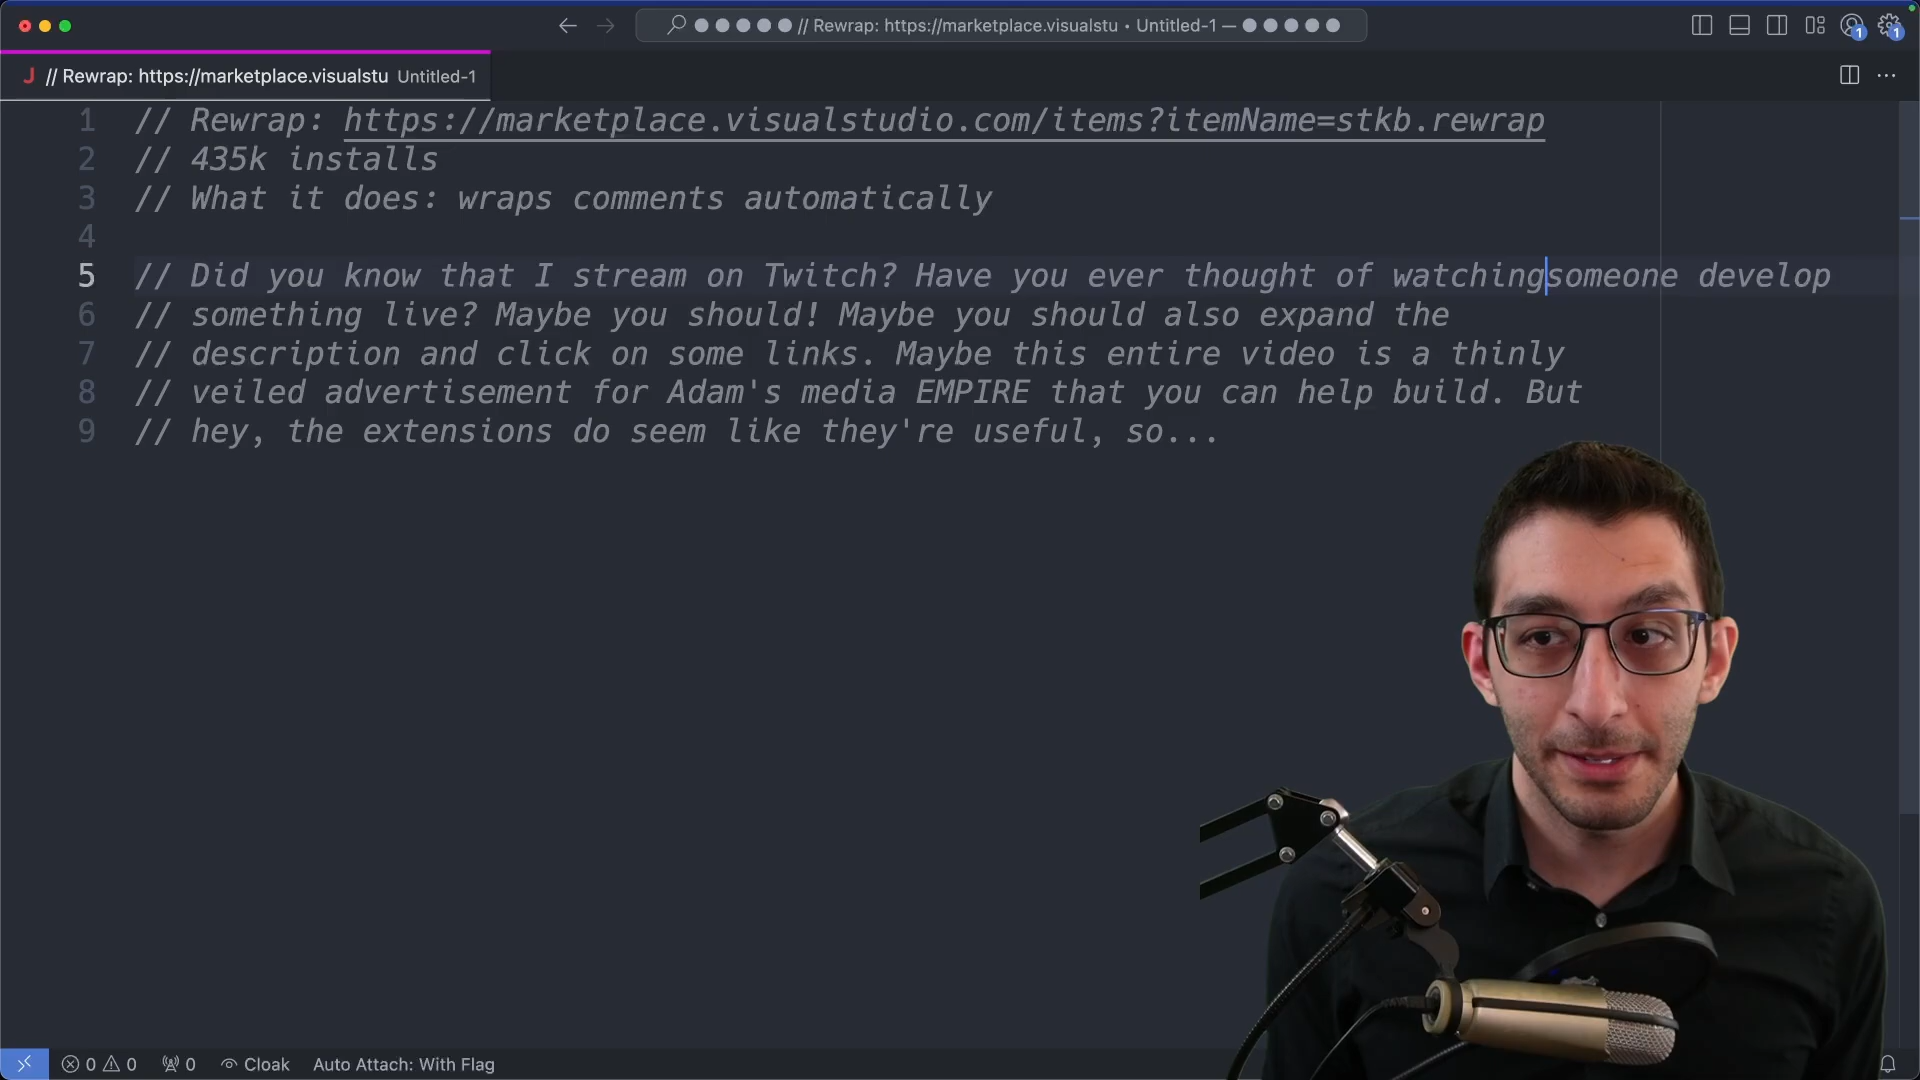 // Rewrap: https://marketplace.visualstu • Untitled-1 —
// Rewrap: https://marketplace.visualstu Untitled-1
1 // Rewrap: https://marketplace.visualstudio.com/items?itemName=stkb.rewrap
2 // 435k installs
3 // What it does: wraps comments automatically
4
5 // Did you know that I stream on Twitch? Have you ever thought of watchingsomeone develop
6 // something live? Maybe you should! Maybe you should also expand the
7 // description and click on some links. Maybe this entire video is a thinly
8 // veiled advertisement for Adam's media EMPIRE that you can help build. But
9 // hey, the extensions do seem like they're useful, so...
0 0 0 Cloak Auto Attach: With Flag